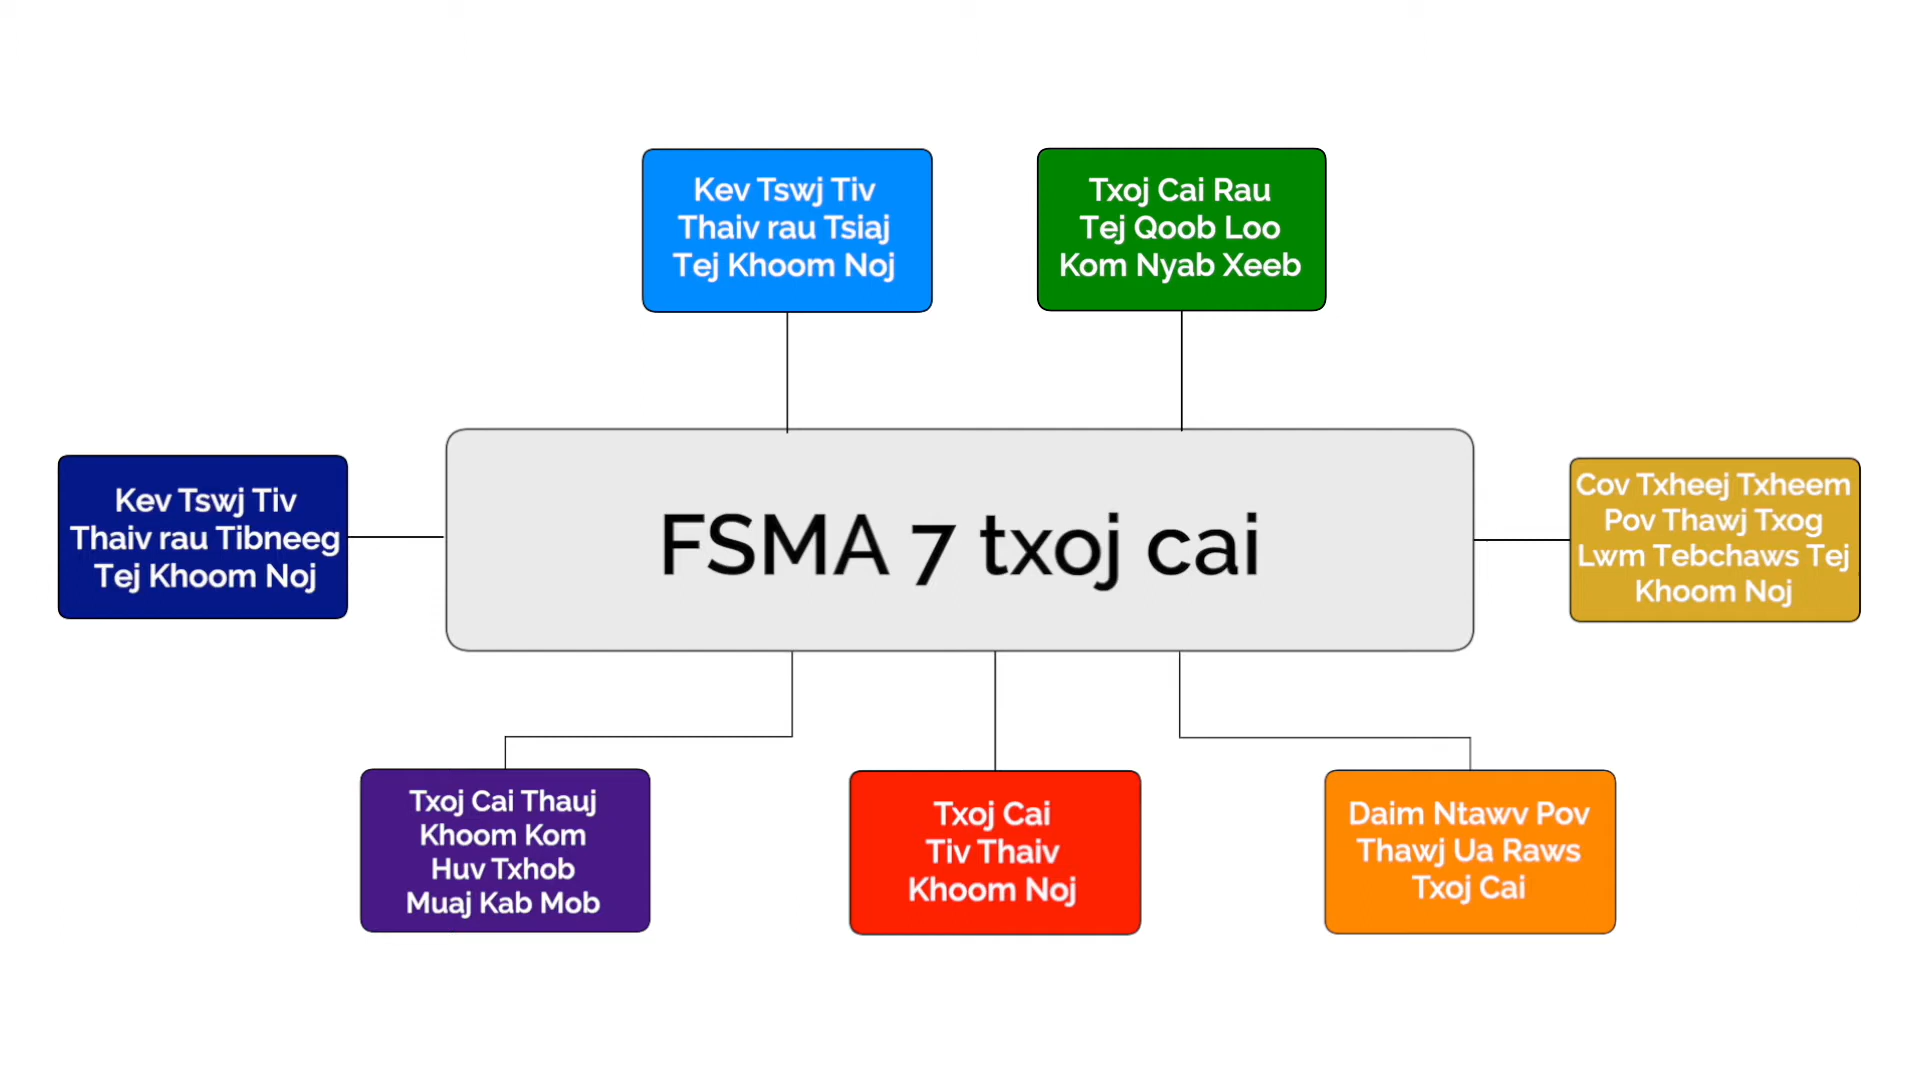 Kev Tswj Tiv
Thaiv rau Tsiaj
Tej Khoom Noj
Txoj Cai Rau
Tej Qoob Loo
Kom Nyab Xeeb
Kev Tswj Tiv
Thaiv rau Tibneeg
Tej Khoom Noj
FSMA 7 txoj cai
Cov Txheej Txheem
Pov Thawj Txog
Lwm Tebchaws Tej
Khoom Noj
Txoj Cai Thauj
Khoom Kom
Huv Txhob
Muaj Kab Mob
Txoj Cai
Tiv Thaiv
Khoom Noj
Daim Ntawv Pov
Thawj Ua Raws
Txoj Cai